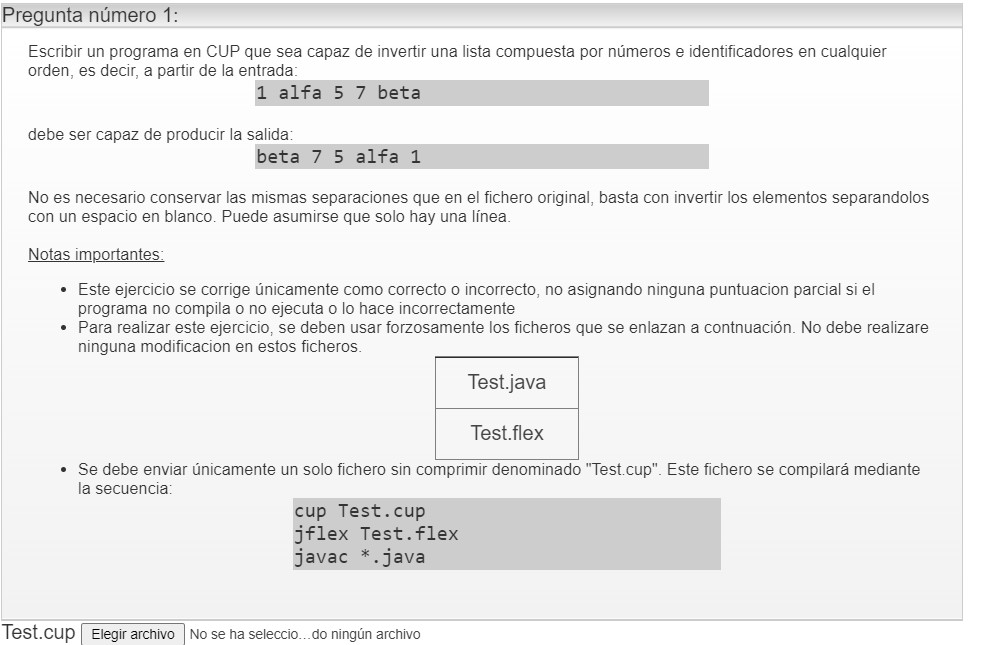 Pregunta número 1:
Escribir un programa en CUP que sea capaz de invertir una lista compuesta por números e identificadores en cualquier
orden, es decir, a partir de la entrada:
1 alfa 5 7 beta
debe ser capaz de producir la salida:
beta 7 5 alfa 1
No es necesario conservar las mismas separaciones que en el fichero original, basta con invertir los elementos separandolos
con un espacio en blanco. Puede asumirse que solo hay una línea.
Notas importantes:
• Este ejercicio se corrige únicamente como correcto o incorrecto, no asignando ninguna puntuacion parcial si el
programa no compila o no ejecuta o lo hace incorrectamente
• Para realizar este ejercicio, se deben usar forzosamente los ficheros que se enlazan a contnuación. No debe realizare
ninguna modificacion en estos ficheros.
Test.java
Test.flex
• Se debe enviar únicamente un solo fichero sin comprimir denominado "Test.cup". Este fichero se compilará mediante
la secuencia:
cup Test.cup
jflex Test.flex
javac *.java
Test.cup Elegir archivo No se ha seleccio…do ningún archivo